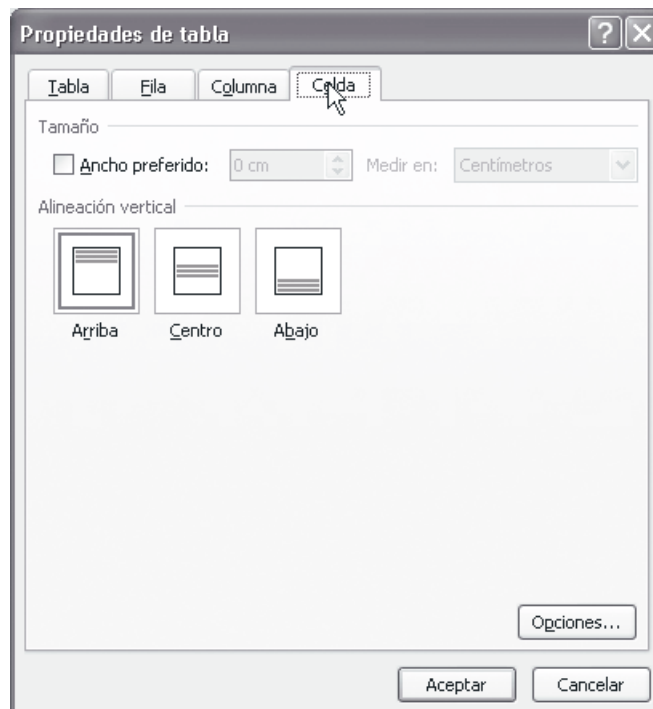 Propiedades de tabla
Tabla Fila Columna Celda
Tamaño
Ancho preferido: 0 cm Medir en: Centímetros
Alineación vertical
Arriba Centro Abajo
Opciones...
Aceptar Cancelar